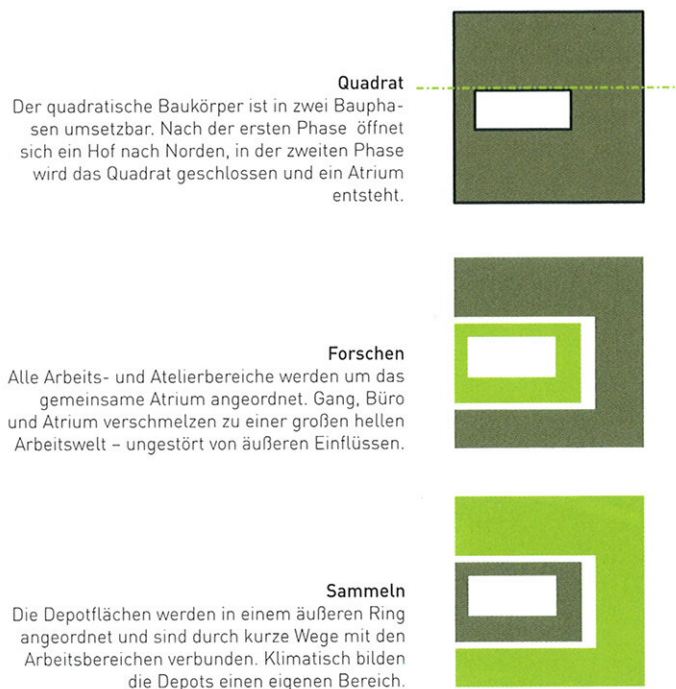 Quadrat
Der quadratische Baukörper ist in zwei Baupha-
sen umsetzbar. Nach der ersten Phase öffnet
sich ein Hof nach Norden, in der zweiten Phase
wird das Quadrat geschlossen und ein Atrium
entsteht.
Forschen
Alle Arbeits- und Atelierbereiche werden um das
gemeinsame Atrium angeordnet. Gang, Büro
und Atrium verschmelzen zu einer großen hellen
Arbeitswelt – ungestört von äußeren Einflüssen.
Sammeln
Die Depotflächen werden in einem äußeren Ring
angeordnet und sind durch kurze Wege mit den
Arbeitsbereichen verbunden. Klimatisch bilden
die Depots einen eigenen Bereich.